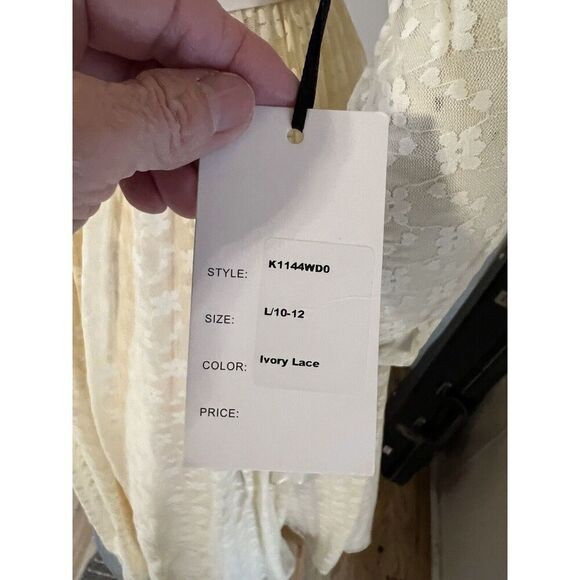 STYLE: K1144WD0
SIZE: L/10-12
COLOR: Ivory Lace
PRICE: